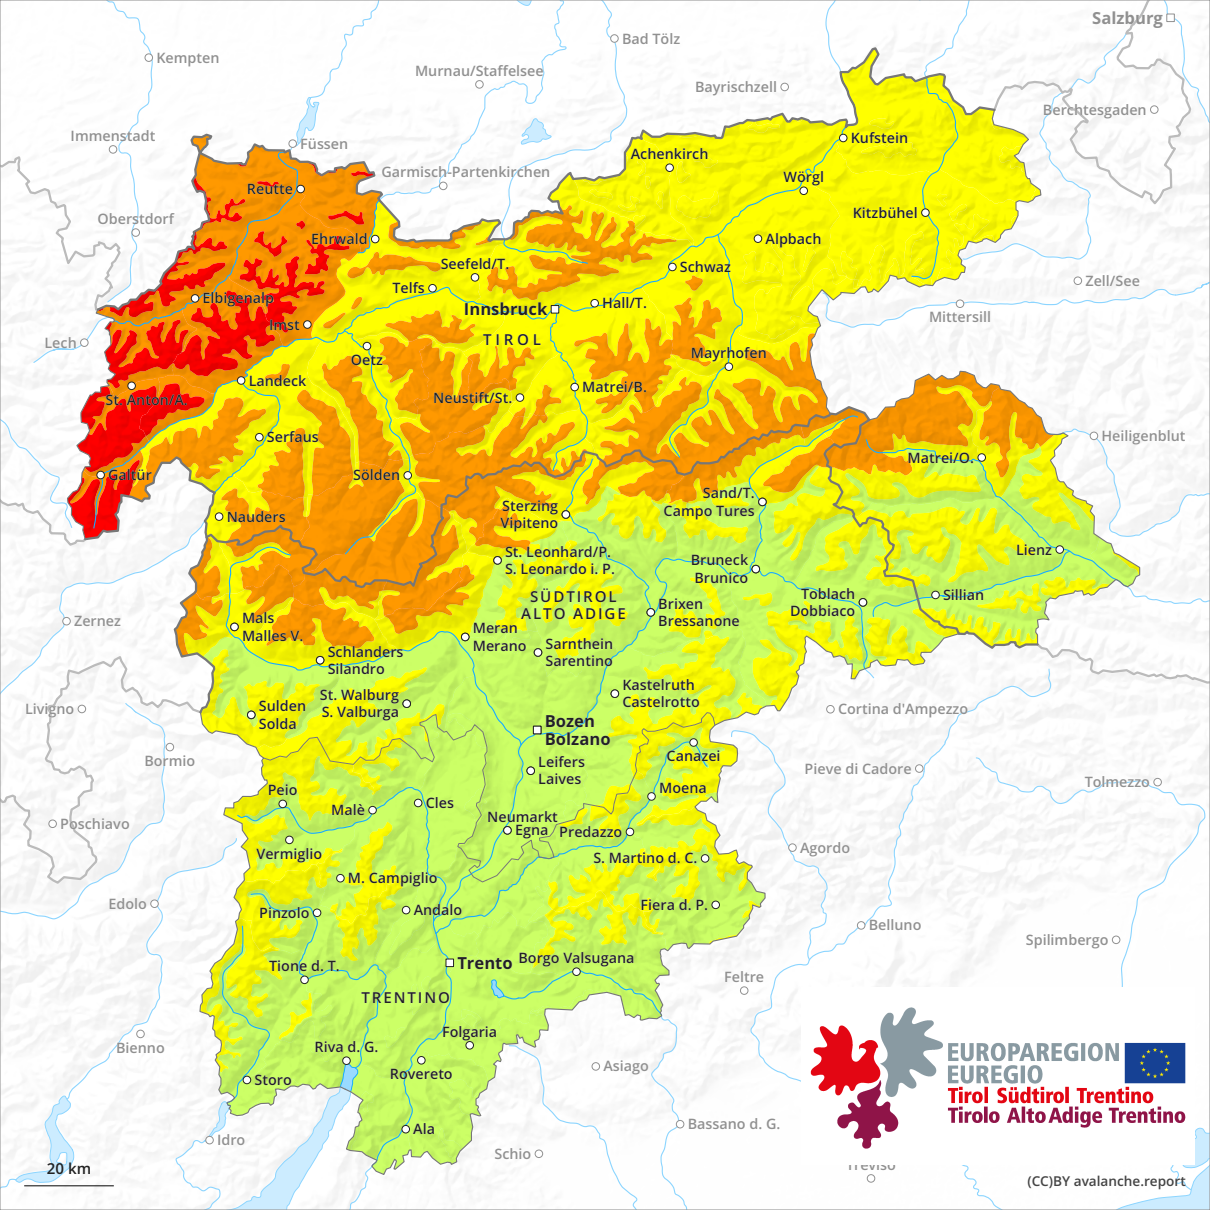 Salzburg
Bad Tölz
Kempten
Murnau/Staffelsee
Bayrischzell
Berchtesgaden
Immenstadt
Füssen
Kufstein
Achenkirch
Garmisch-Partenkirchen
Wörgl
Reutte
Oberstdorf
Kitzbühel
Ehrwald
Alpbach
Seefeld/T.
Schwaz
Zell/See
Telfs
Elbigenalp
Innsbruck
Hall/T.
Mittersill
Imst
TIROL
Lech
Oetz
Mayrhofen
Landeck
Matrei/B.
St. Anton/A.
Neustift/St.
Serfaus
Heiligenblut
Matrei/O.
Galtür
Sölden
Sand/T.
Campo Tures
Sterzing
Vipiteno
Nauders
St. Leonhard/P.
S. Leonardo i. P.
Lienz
Bruneck
Brunico
SÜDTIROL
ALTO ADIGE
Toblach
Dobbiaco
Sillian
Brixen
Bressanone
Zernez
Mals
Malles V.
Meran
Merano
Sarnthein
Sarentino
Schlanders
Silandro
Kastelruth
Castelrotto
St. Walburg
S. Valburga
Livigno
Sulden
Solda
Cortina d'Ampezzo
Bozen
Bolzano
Bormio
Canazei
Leifers
Laives
Pieve di Cadore
Tolmezzo
Peio
Moena
Malè
Cles
Neumarkt
Egna
Predazzo
Poschiavo
Vermiglio
Agordo
S. Martino d. C.
M. Campiglio
Edolo
Pinzolo
Andalo
Fiera d. P.
Belluno
Spilimbergo
Trento
Borgo Valsugana
Tione d. T.
Feltre
TRENTINO
Folgaria
Bienno
Riva d. G.
Rovereto
Asiago
Storo
EUROPAREGION
EUREGIO
Tirol Südtirol Trentino
Tirolo Alto Adige Trentino
Ala
Bassano d. G.
Idro
Schio
Treviso
20 km
(CC)BY avalanche.report